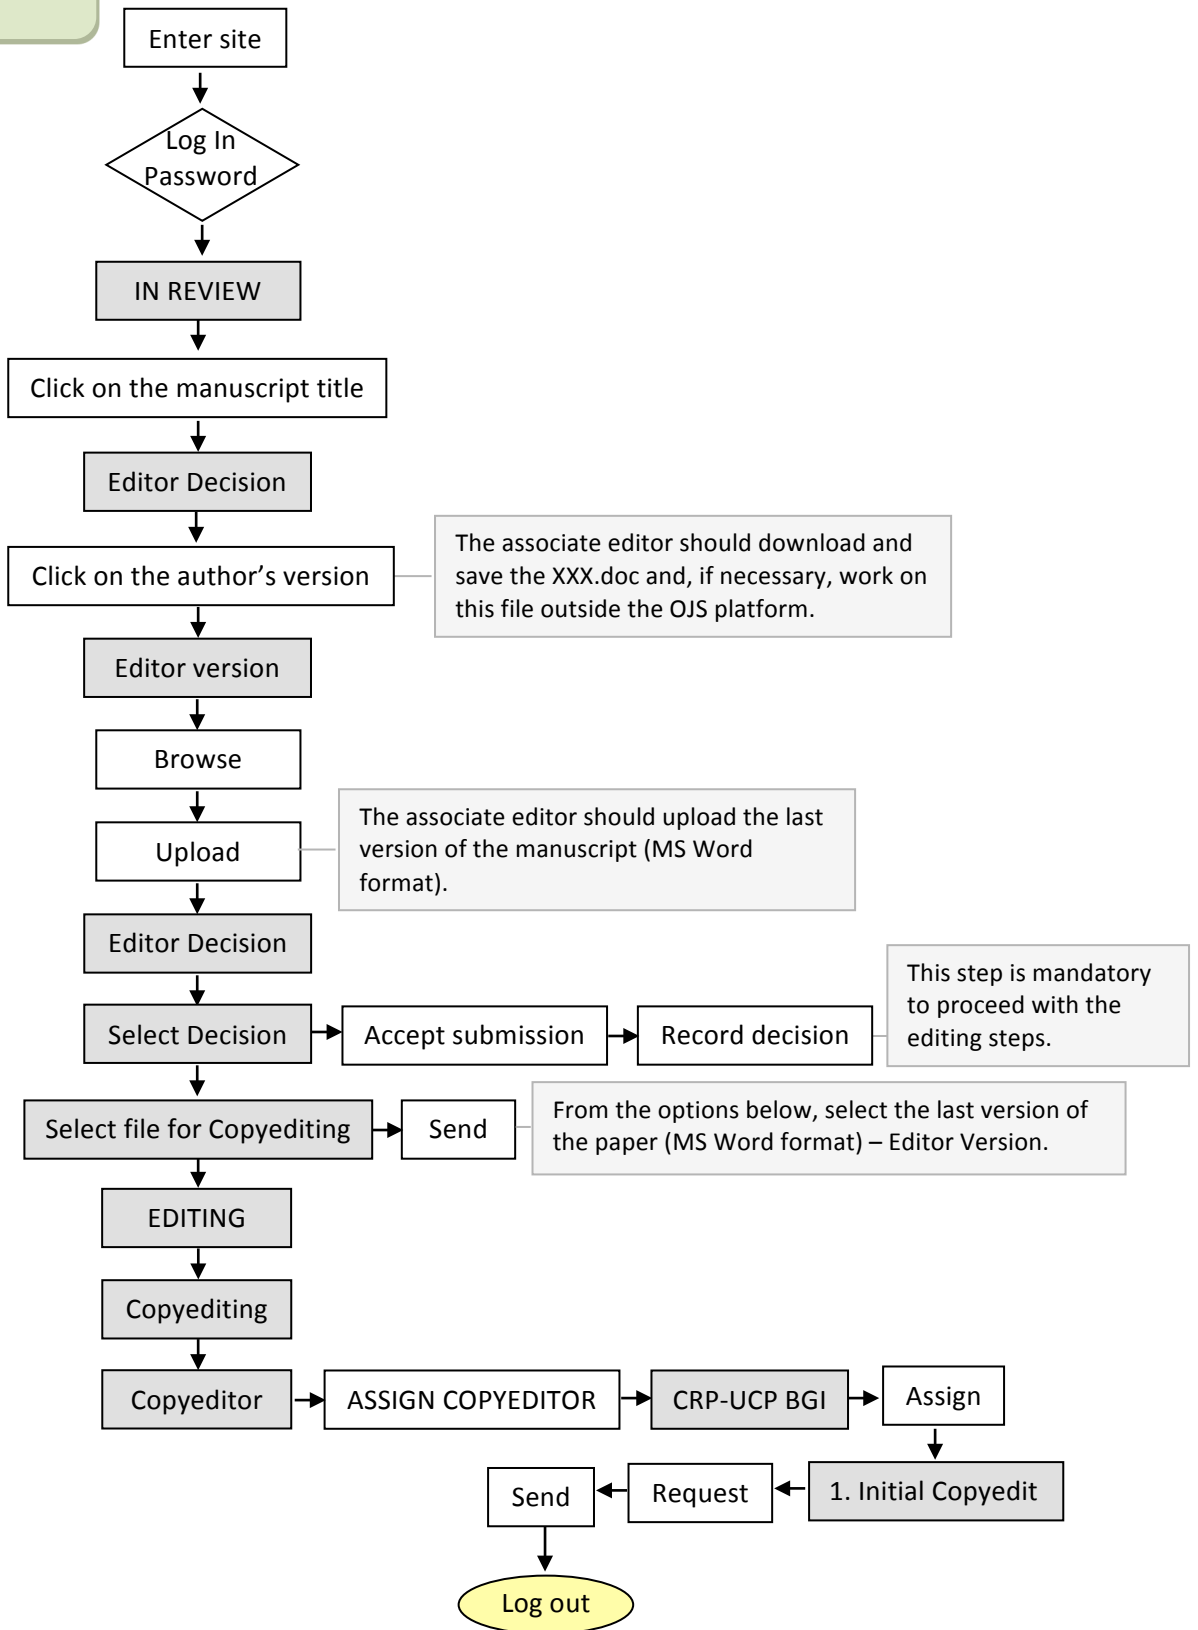 Enter site
Log In
Password
IN REVIEW
Click on the manuscript title
Editor Decision
Click on the author’s version
The associate editor should download and
save the XXX.doc and, if necessary, work on
this file outside the OJS platform.
Editor version
Browse
Upload
The associate editor should upload the last
version of the manuscript (MS Word
format).
Editor Decision
Select Decision
Accept submission
Record decision
This step is mandatory
to proceed with the
editing steps.
Select file for Copyediting
Send
From the options below, select the last version of
the paper (MS Word format) – Editor Version.
EDITING
Copyediting
Copyeditor
ASSIGN COPYEDITOR
CRP-UCP BGI
Assign
1. Initial Copyedit
Request
Send
Log out